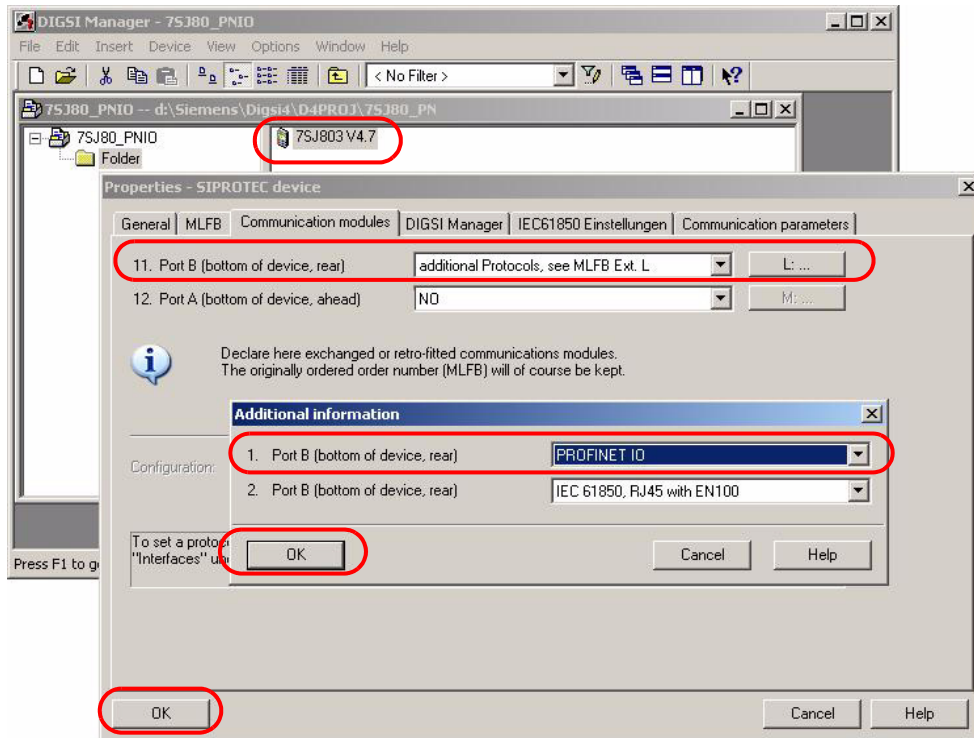 DIGSI Manager - 7SJ80_PNIO
File Edit Insert Device View Options Window Help
< No Filter >
7SJ80_PNIO -- d:\Siemens\Digsi4\D4PROJ\7SJ80_PN
7SJ80_PNIO
Folder
7SJ803 V4.7
Properties - SIPROTEC device
General MLFB Communication modules DIGSI Manager IEC61850 Einstellungen Communication parameters
11. Port B (bottom of device, rear) additional Protocols, see MLFB Ext. L L: ...
12. Port A (bottom of device, ahead) NO M: ...
Declare here exchanged or retro-fitted communications modules.
The originally ordered order number (MLFB) will of course be kept.
Additional information
1. Port B (bottom of device, rear) PROFINET IO
2. Port B (bottom of device, rear) IEC 61850, RJ45 with EN100
Configuration:
OK Cancel Help
To set a protoc
"Interfaces" un
Press F1 to g
OK Cancel Help